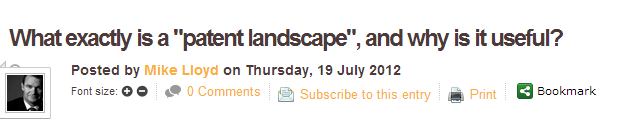 What exactly is a "patent landscape", and why is it useful?
Posted by Mike Lloyd on Thursday, 19 July 2012
Font size: 0 Comments Subscribe to this entry Print Bookmark